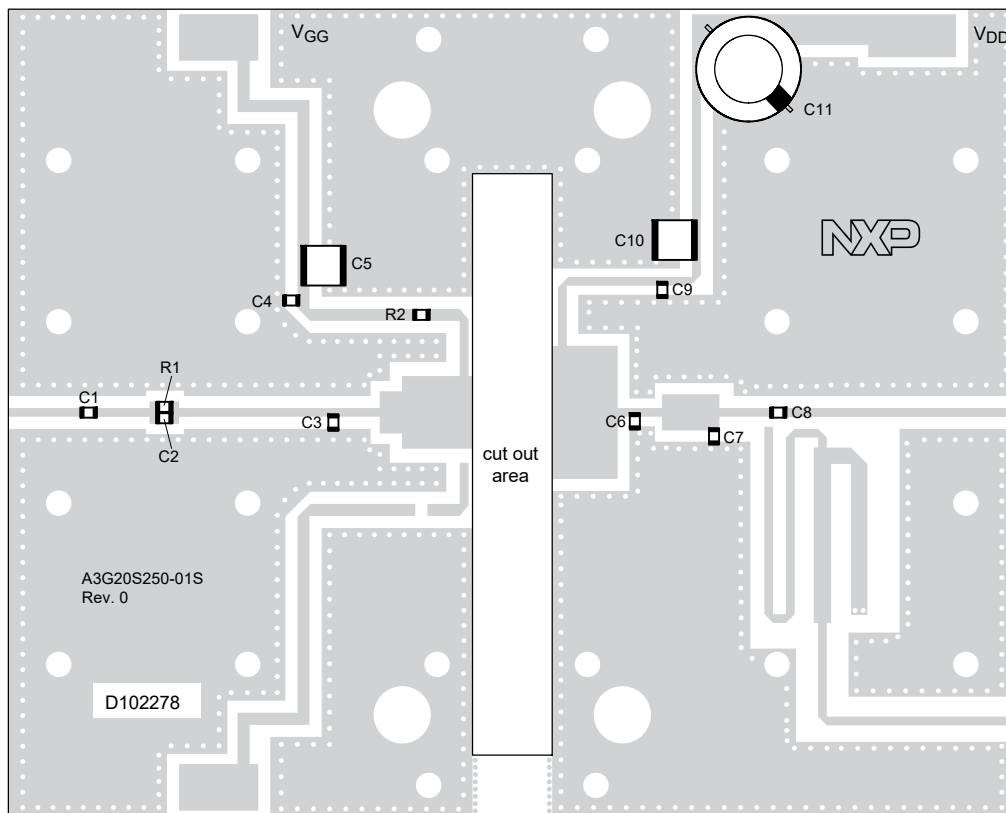 VGG
VDD
C11
C10
NXP
C5
C9
C4
R2
R1
C1
C3
C2
C6
C8
C7
cut out
area
A3G20S250-01S
Rev. 0
D102278